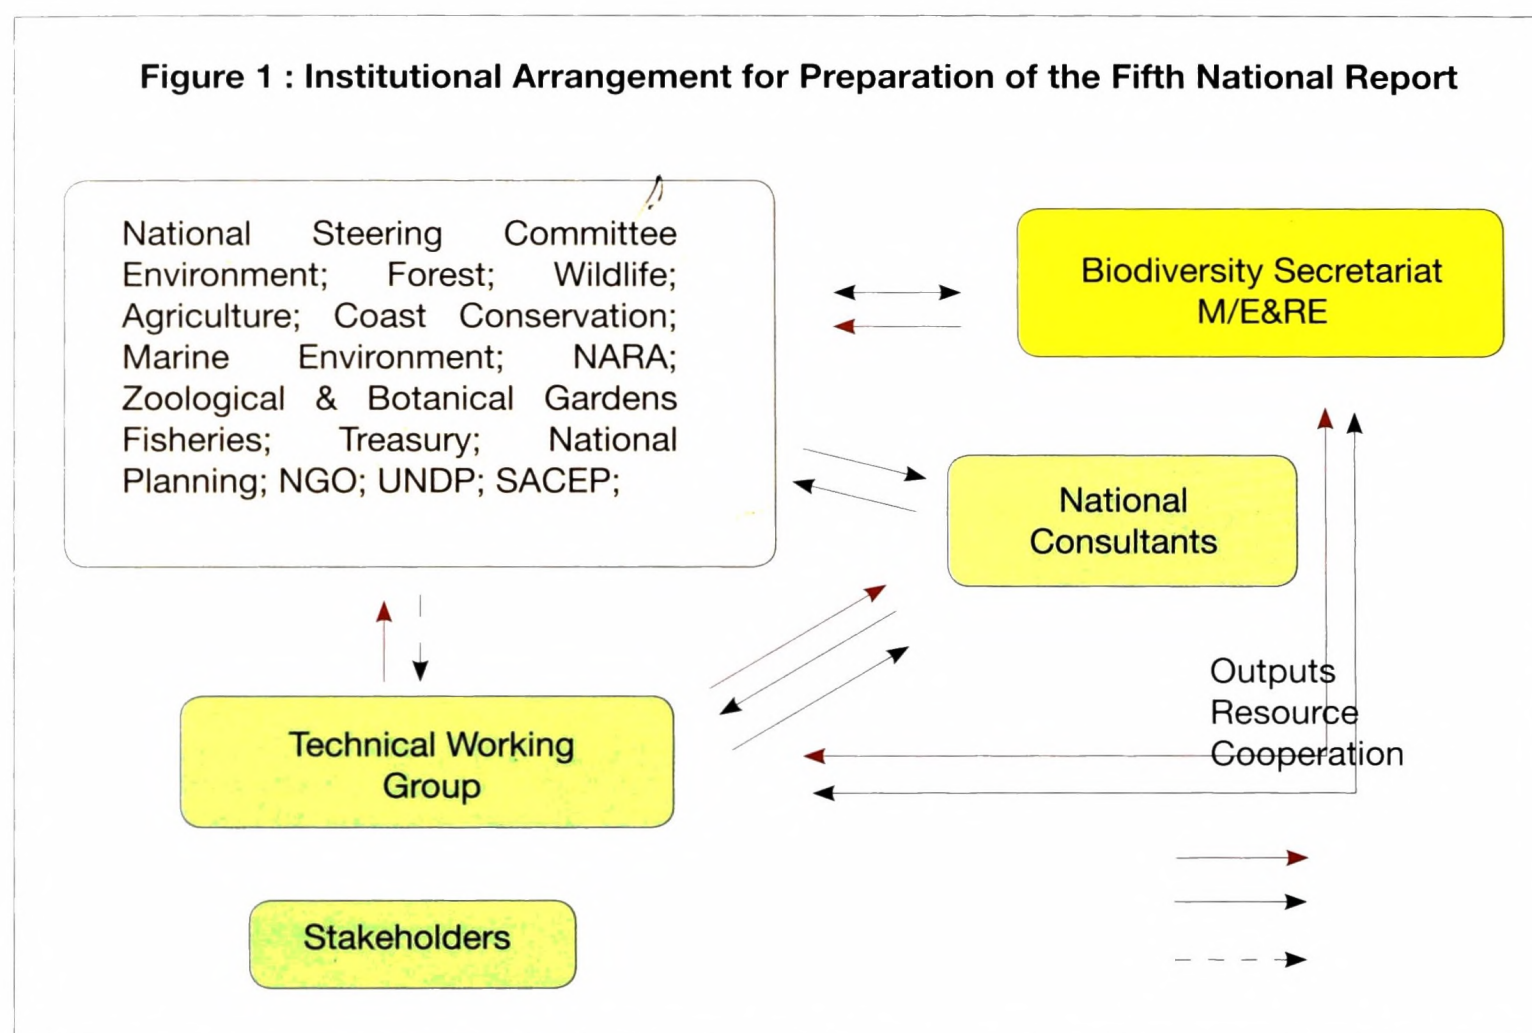 Figure 1 : Institutional Arrangement for Preparation of the Fifth National Report
National Steering Committee
Environment; Forest; Wildlife;
Agriculture; Coast Conservation;
Marine Environment; NARA;
Zoological & Botanical Gardens
Fisheries; Treasury; National
Planning; NGO; UNDP; SACEP;
Biodiversity Secretariat
M/E&RE
National
Consultants
Outputs
Resource
Cooperation
Technical Working
Group
Stakeholders